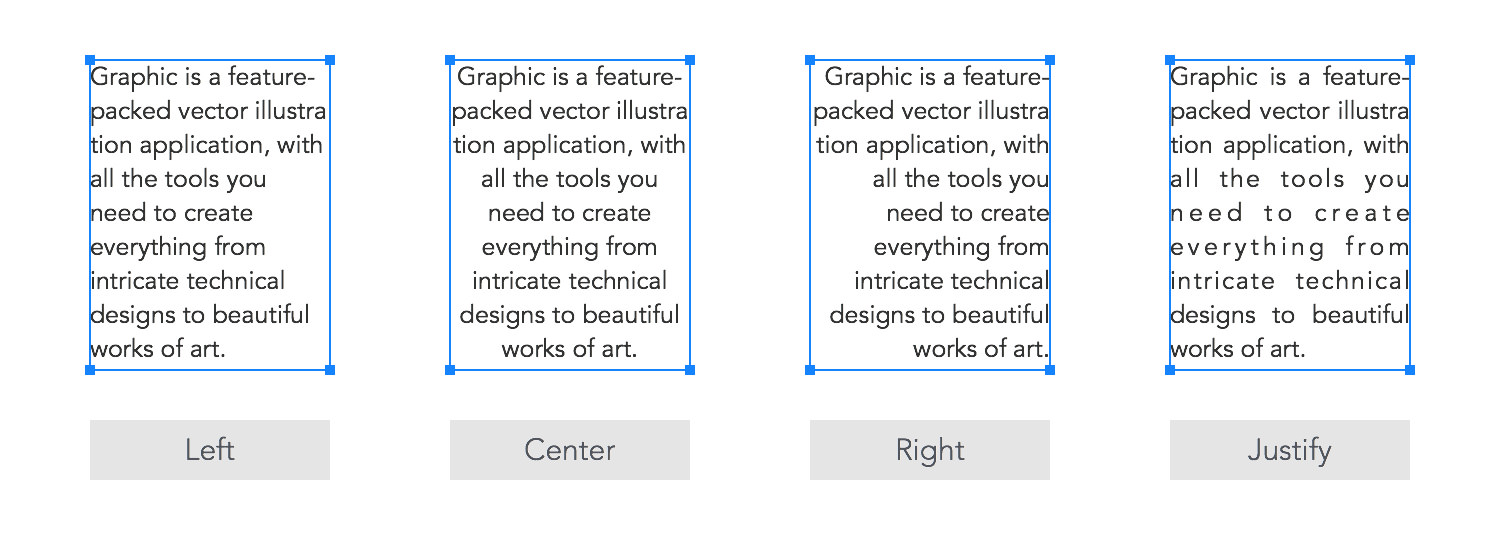 Graphic is a feature-
packed vector illustra
tion application, with
all the tools you
need to create
everything from
intricate technical
designs to beautiful
works of art.
Left
Graphic is a feature-
packed vector illustra
tion application, with
all the tools you
need to create
everything from
intricate technical
designs to beautiful
works of art.
Center
Graphic is a feature-
packed vector illustra
tion application, with
all the tools you
need to create
everything from
intricate technical
designs to beautiful
works of art.
Right
Graphic is a feature-
packed vector illustra
tion application, with
all the tools you
need to create
everything from
intricate technical
designs to beautiful
works of art.
Justify